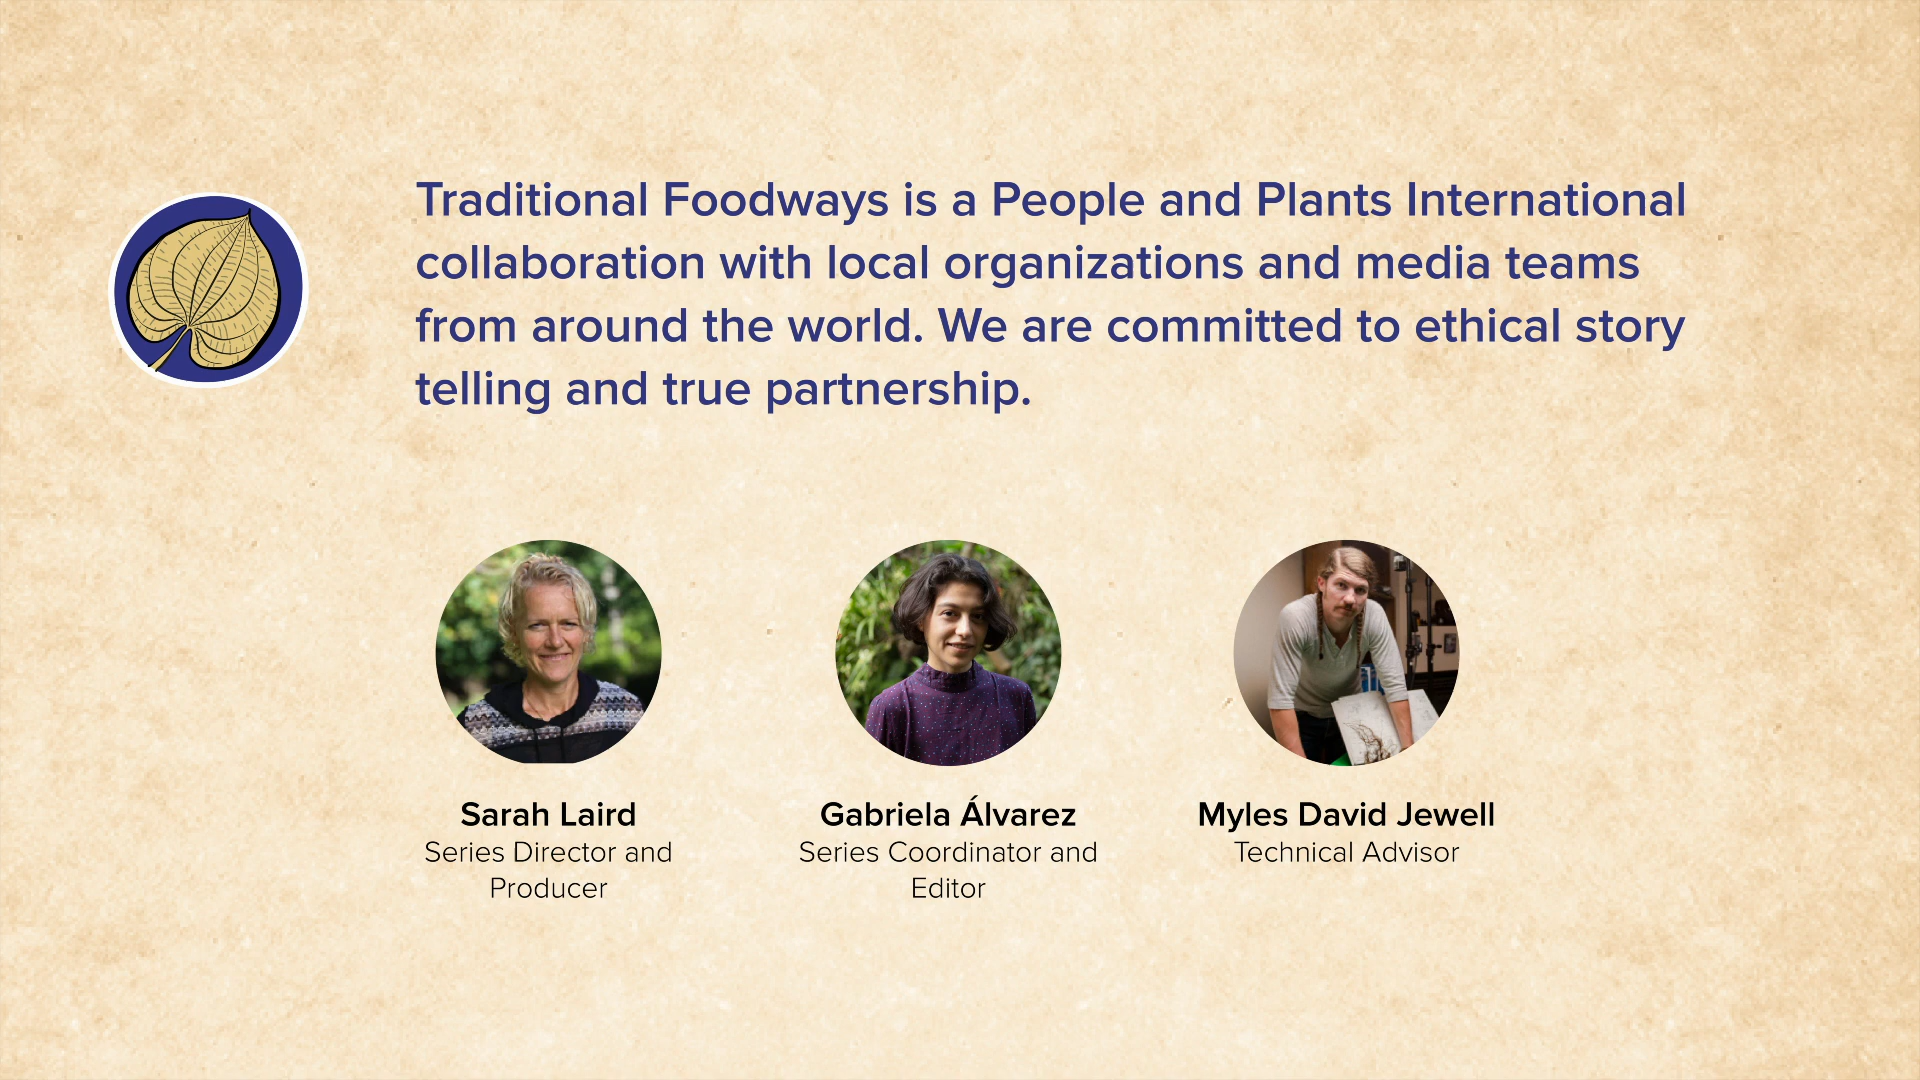 Traditional Foodways is a People and Plants International
collaboration with local organizations and media teams
from around the world. We are committed to ethical story
telling and true partnership.
Sarah Laird
Series Director and
Producer
Gabriela Álvarez
Series Coordinator and
Editor
Myles David Jewell
Technical Advisor